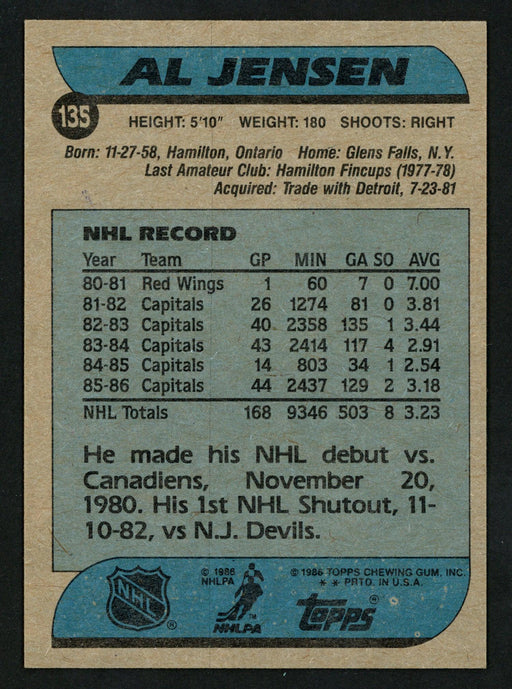 AL JENSEN
135
HEIGHT: 5'10" WEIGHT: 180 SHOOTS: RIGHT
Born: 11-27-58, Hamilton, Ontario Home: Glens Falls, N.Y.
Last Amateur Club: Hamilton Fincups (1977-78)
Acquired: Trade with Detroit, 7-23-81
NHL RECORD
Year Team GP MIN GA SO AVG
80-81 Red Wings 1 60 7 0 7.00
81-82 Capitals 26 1274 81 0 3.81
82-83 Capitals 40 2358 135 1 3.44
83-84 Capitals 43 2414 117 4 2.91
84-85 Capitals 14 803 34 1 2.54
85-86 Capitals 44 2437 129 2 3.18
NHL Totals 168 9346 503 8 3.23
He made his NHL debut vs.
Canadiens, November 20,
1980. His 1st NHL Shutout, 11-
10-82, vs N.J. Devils.
NHL ®
© 1986
NHLPA
NHLPA
© 1986 TOPPS CHEWING GUM, INC.
* * PRTD. IN U.S.A.
topps ®